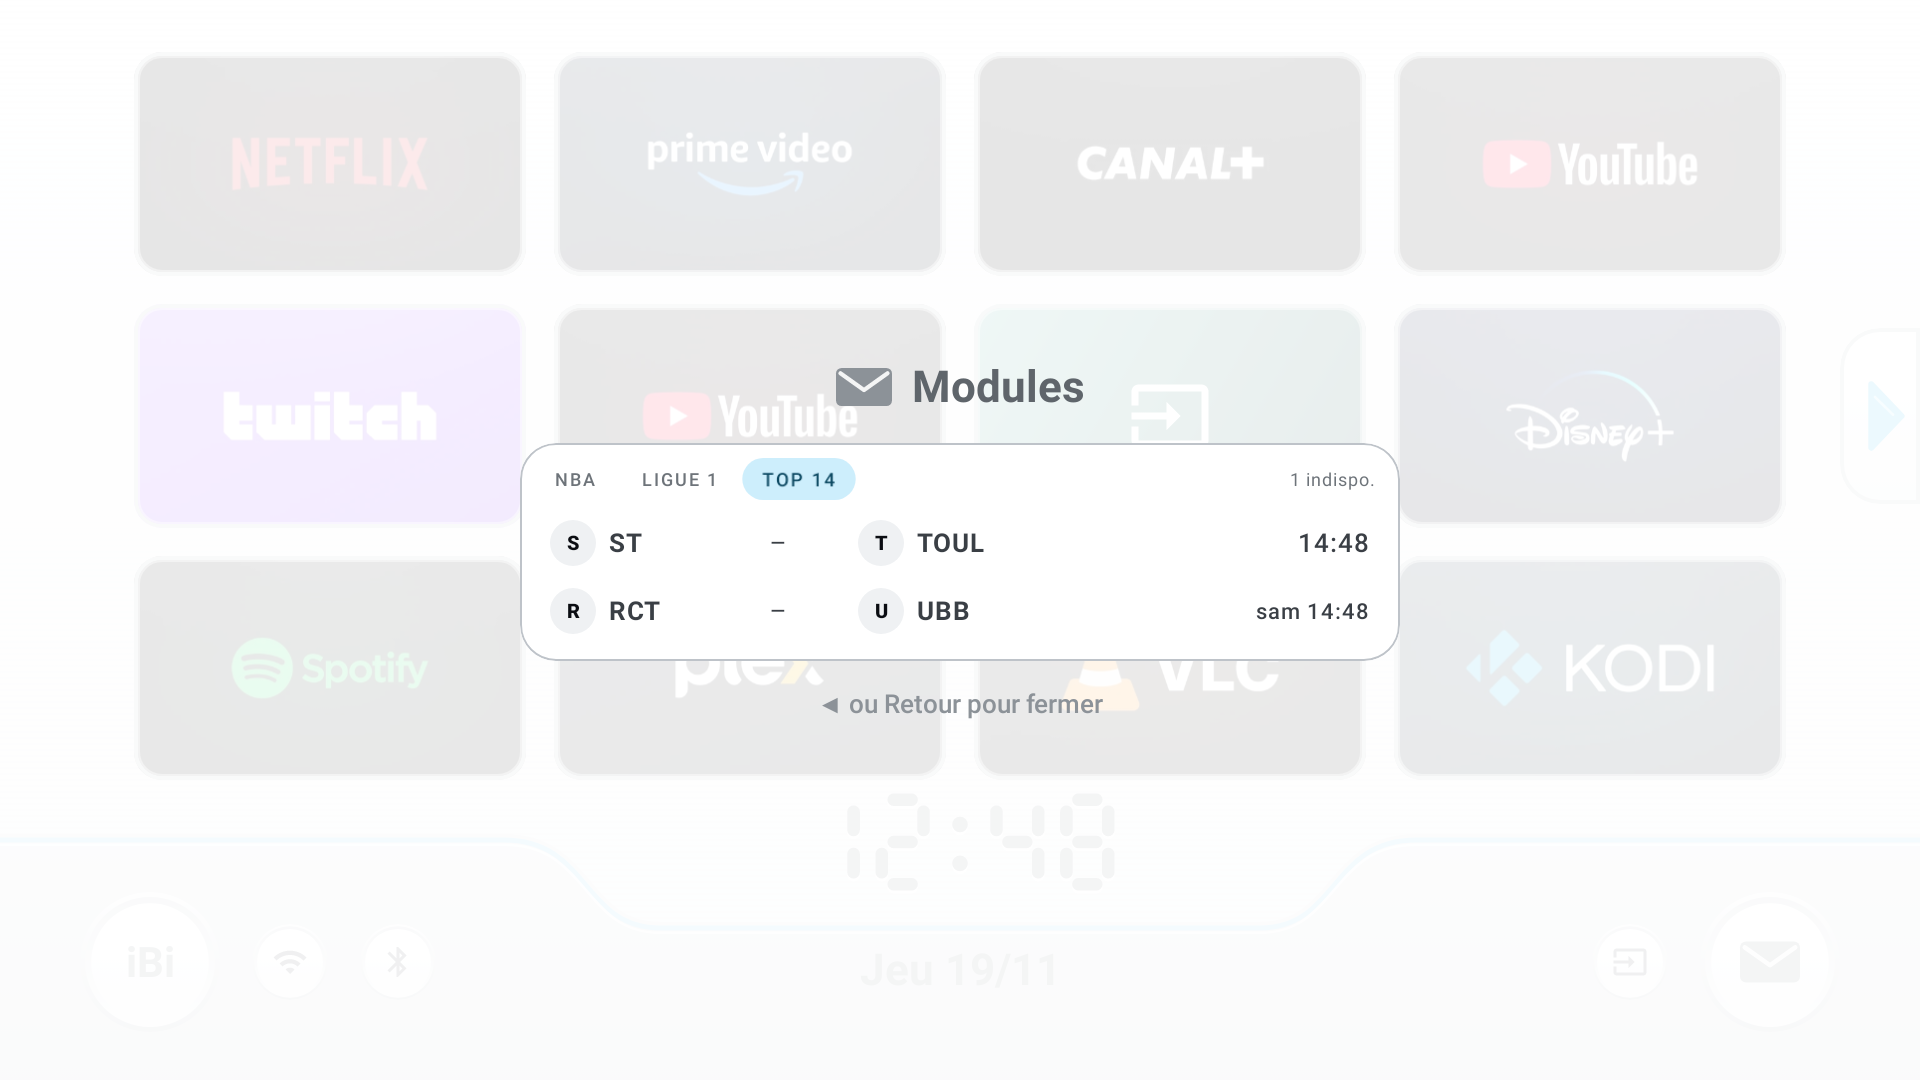 NETFLIX
prime video
CANAL+
YouTube
twitch
YouTube
Disney+
Modules
NBA LIGUE 1 TOP 14 1 indispo.
S ST – T TOUL 14:48
R RCT – U UBB sam 14:48
Spotify
plex
VLC
KODI
◄ ou Retour pour fermer
12:48
iBi
Jeu 19/11